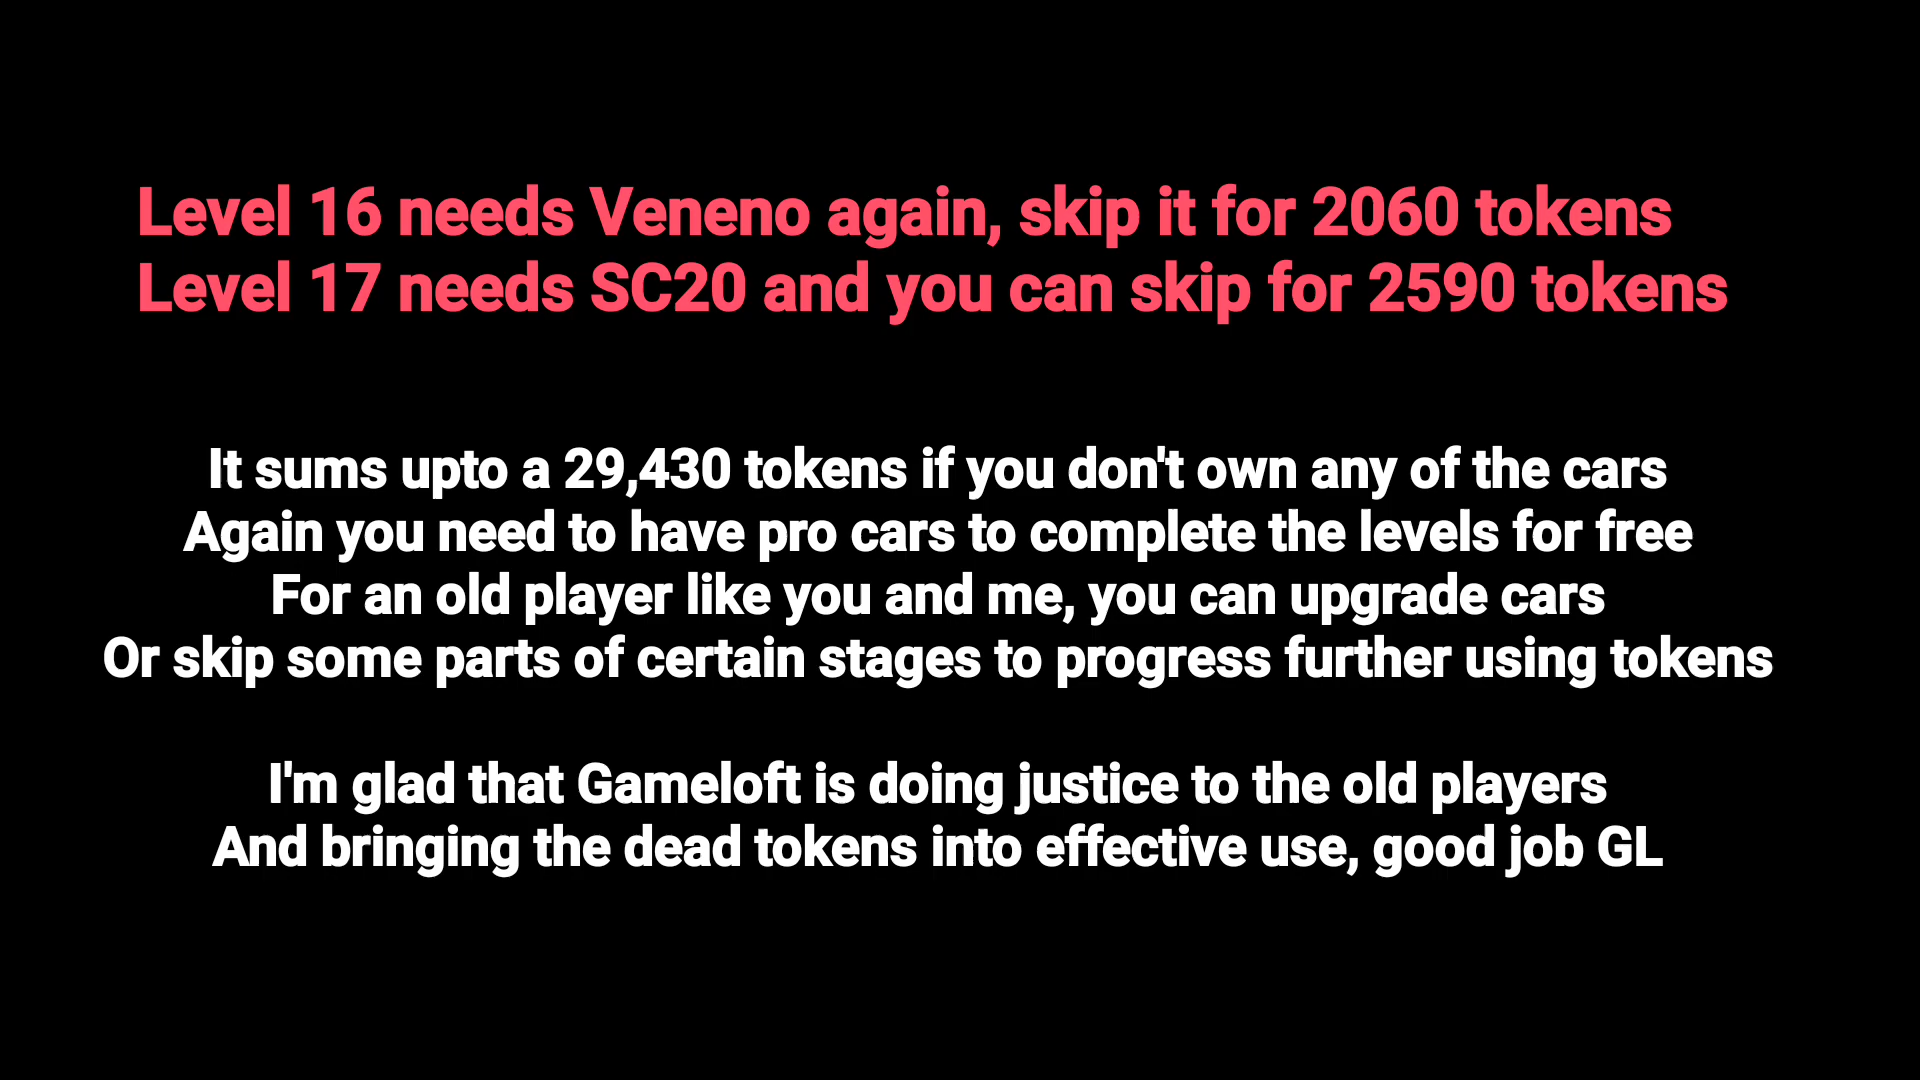 Level 16 needs Veneno again, skip it for 2060 tokens
Level 17 needs SC20 and you can skip for 2590 tokens
It sums upto a 29,430 tokens if you don't own any of the cars
Again you need to have pro cars to complete the levels for free
For an old player like you and me, you can upgrade cars
Or skip some parts of certain stages to progress further using tokens
I'm glad that Gameloft is doing justice to the old players
And bringing the dead tokens into effective use, good job GL